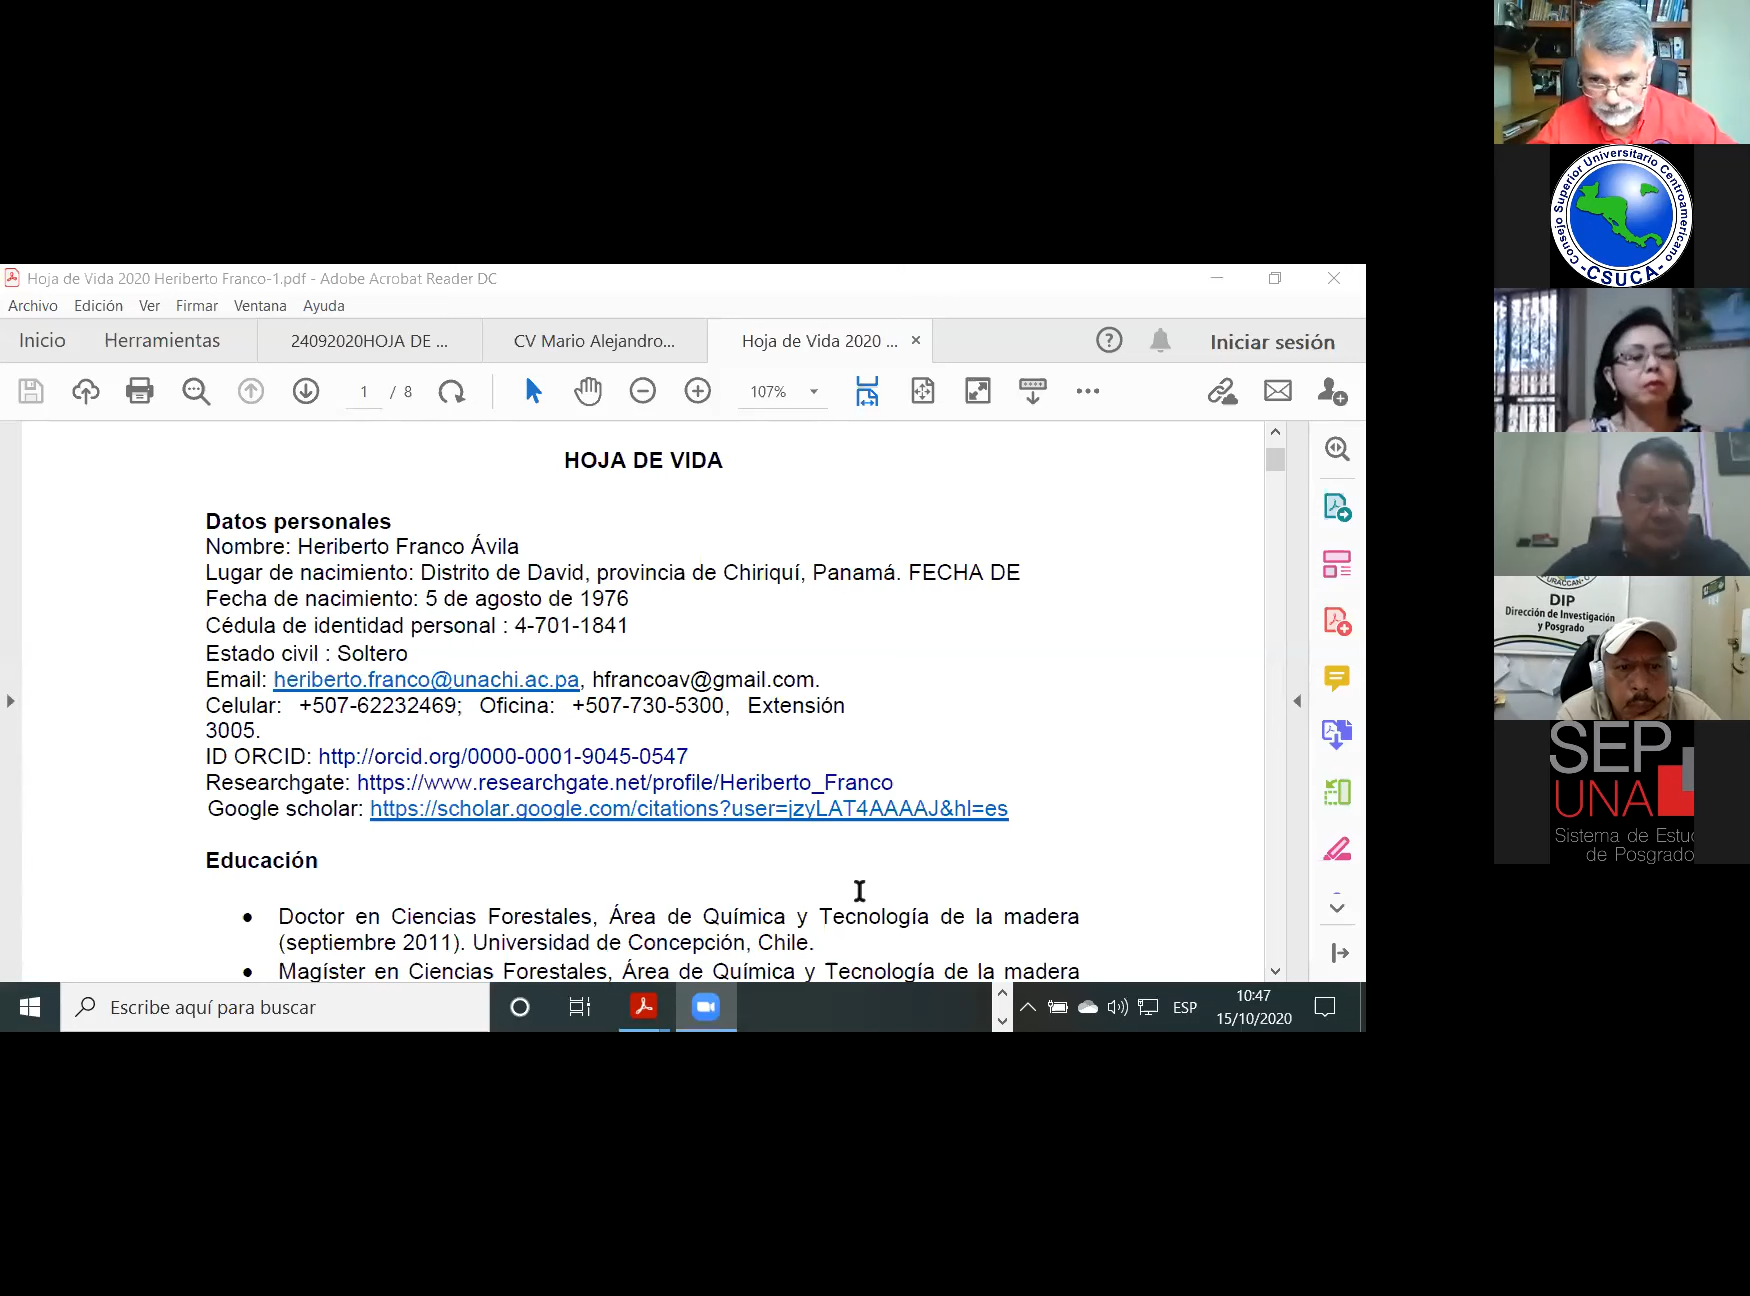 Hoja de Vida 2020 Heriberto Franco-1.pdf - Adobe Acrobat Reader DC
Archivo Edición Ver Firmar Ventana Ayuda
Inicio Herramientas 24092020HOJA DE ... CV Mario Alejandro... Hoja de Vida 2020 ... Iniciar sesión
1 / 8 107%
HOJA DE VIDA
Datos personales
Nombre: Heriberto Franco Ávila
Lugar de nacimiento: Distrito de David, provincia de Chiriquí, Panamá. FECHA DE
Fecha de nacimiento: 5 de agosto de 1976
Cédula de identidad personal : 4-701-1841
Estado civil : Soltero
Email: heriberto.franco@unachi.ac.pa, hfrancoav@gmail.com.
Celular: +507-62232469; Oficina: +507-730-5300, Extensión
3005.
ID ORCID: http://orcid.org/0000-0001-9045-0547
Researchgate: https://www.researchgate.net/profile/Heriberto_Franco
Google scholar: https://scholar.google.com/citations?user=jzyLAT4AAAAJ&hl=es
Educación
• Doctor en Ciencias Forestales, Área de Química y Tecnología de la madera
(septiembre 2011). Universidad de Concepción, Chile.
• Magíster en Ciencias Forestales, Área de Química y Tecnología de la madera
Escribe aquí para buscar
ESP
10:47
15/10/2020
Consejo Superior Universitario Centroamericano
-CSUCA-
URACCAN
DIP
Dirección de Investigación
y Posgrado
SEP
UNA
Sistema de Estu
de Posgrado